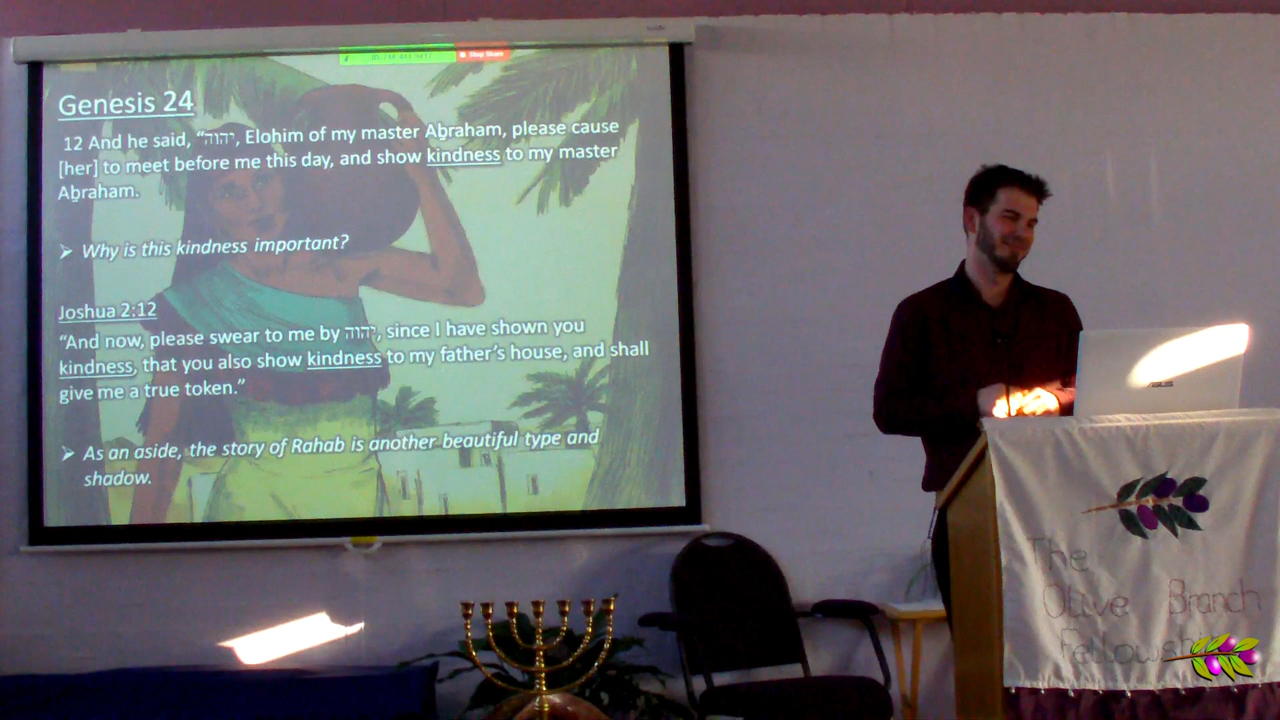 Stop Share
Genesis 24
12 And he said, “יהוה, Elohim of my master Aḇraham, please cause
[her] to meet before me this day, and show kindness to my master
Aḇraham.
➢ Why is this kindness important?
Joshua 2:12
“And now, please swear to me by יהוה, since I have shown you
kindness, that you also show kindness to my father’s house, and shall
give me a true token.”
➢ As an aside, the story of Rahab is another beautiful type and
shadow.
ASUS
The
Olive Branch